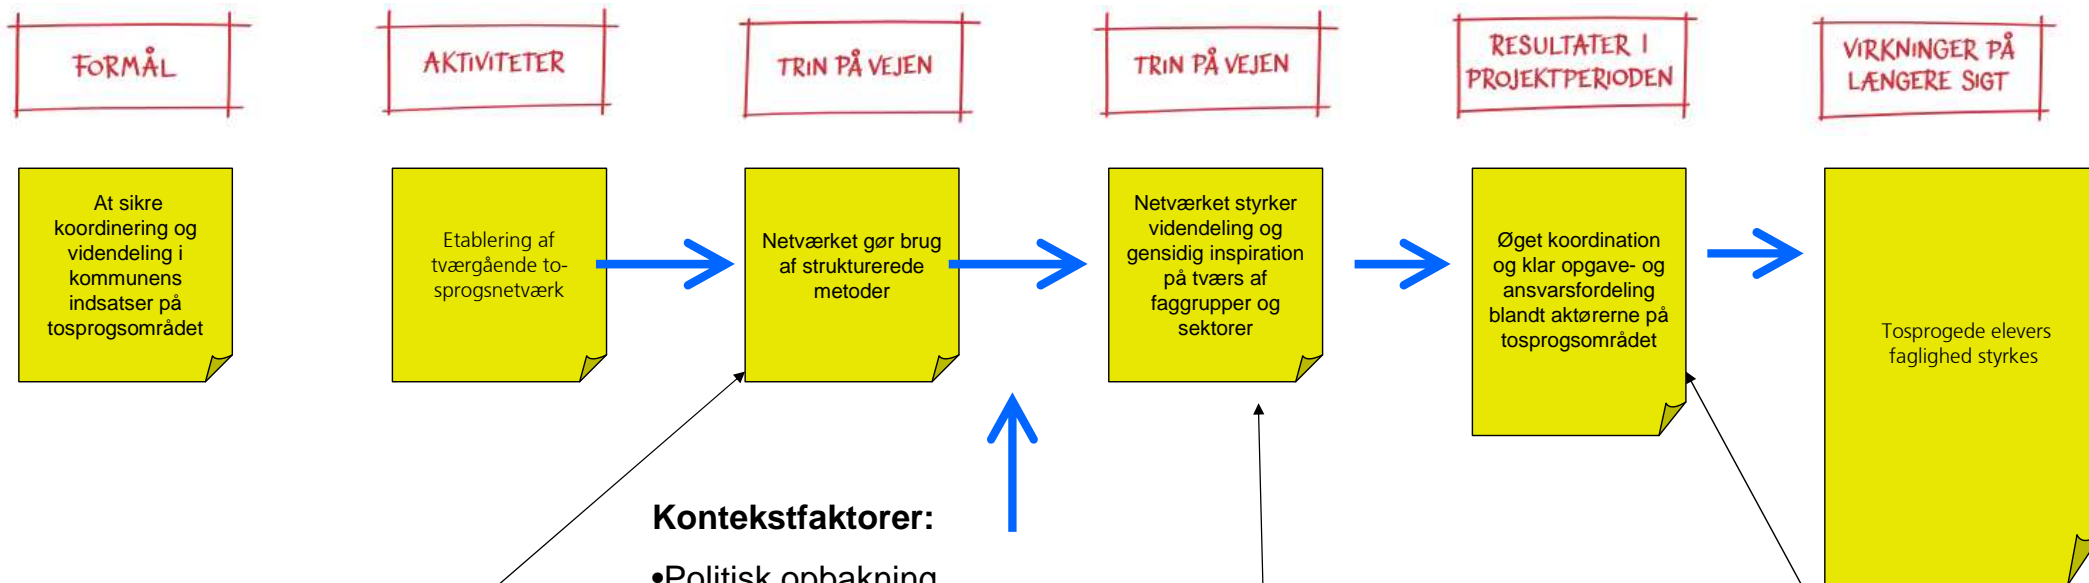 FORMÅL
AKTIVITETER
TRIN PÅ VEJEN
TRIN PÅ VEJEN
RESULTATER I
PROJEKTPERIODEN
VIRKNINGER PÅ
LÆNGERE SIGT
At sikre
koordinering og
videndeling i
kommunens
indsatser på
tosprogsområdet
Etablering af
tværgående to-
sprogsnetværk
Netværket gør brug
af strukturerede
metoder
Netværket styrker
videndeling og
gensidig inspiration
på tværs af
faggrupper og
sektorer
Øget koordination
og klar opgave- og
ansvarsfordeling
blandt aktørerne på
tosprogsområdet
Tosprogede elevers
faglighed styrkes
Kontekstfaktorer:
•Politisk opbakning